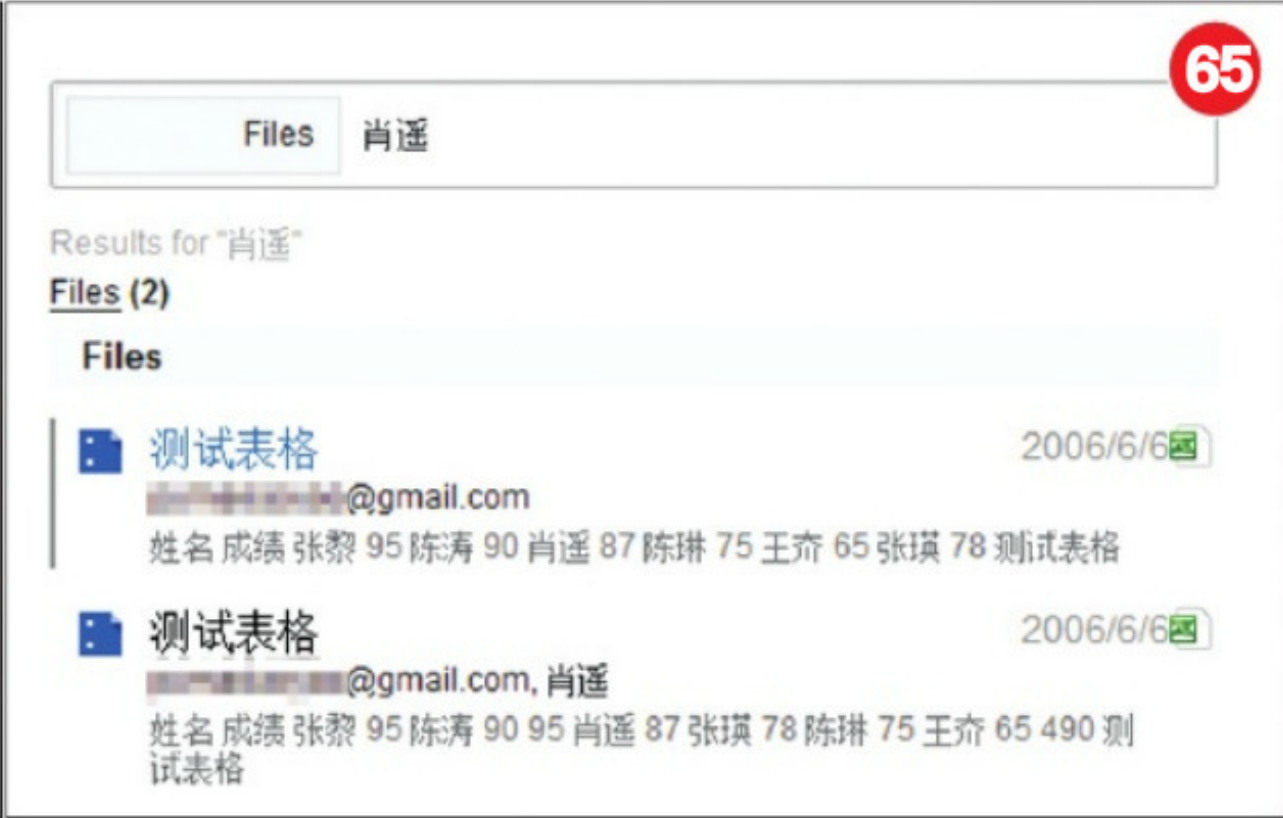 65
Files 肖遥
Results for "肖遥"
Files (2)
Files
测试表格 2006/6/6
@gmail.com
姓名 成绩 张黎 95 陈涛 90 肖遥 87 陈琳 75 王夼 65 张瑛 78 测试表格
测试表格 2006/6/6
@gmail.com, 肖遥
姓名 成绩 张黎 95 陈涛 90 95 肖遥 87 张瑛 78 陈琳 75 王夼 65 490 测
试表格